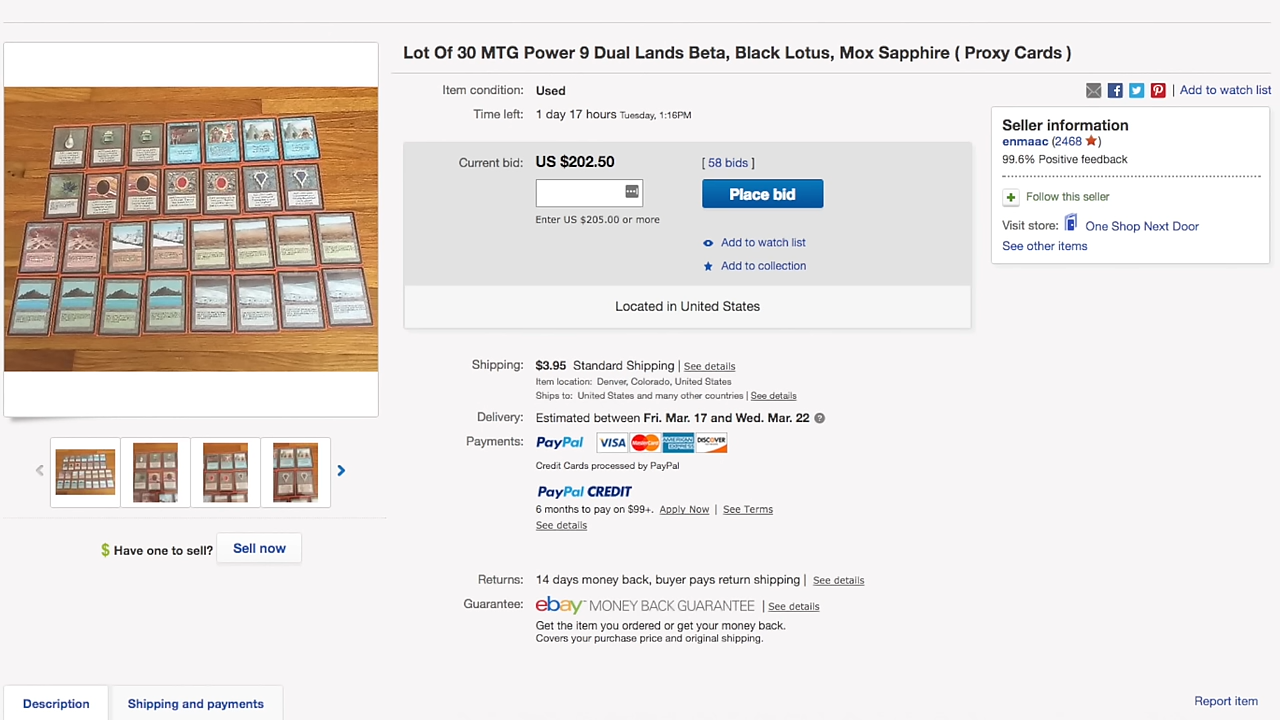 Lot Of 30 MTG Power 9 Dual Lands Beta, Black Lotus, Mox Sapphire ( Proxy Cards )
Item condition: Used
Time left: 1 day 17 hours Tuesday, 1:16PM
Current bid: US $202.50 [ 58 bids ]
Place bid
Enter US $205.00 or more
Add to watch list
Add to collection
Located in United States
Shipping: $3.95 Standard Shipping | See details
Item location: Denver, Colorado, United States
Ships to: United States and many other countries | See details
Delivery: Estimated between Fri. Mar. 17 and Wed. Mar. 22 ?
Payments: PayPal VISA MasterCard AMERICAN EXPRESS DISCOVER
Credit Cards processed by PayPal
PayPal CREDIT
6 months to pay on $99+. Apply Now | See Terms
See details
Returns: 14 days money back, buyer pays return shipping | See details
Guarantee: ebay MONEY BACK GUARANTEE | See details
Get the item you ordered or get your money back.
Covers your purchase price and original shipping.
| Add to watch list
Seller information
enmaac (2468 ★)
99.6% Positive feedback
Follow this seller
Visit store: One Shop Next Door
See other items
$ Have one to sell? Sell now
Description
Shipping and payments
Report item